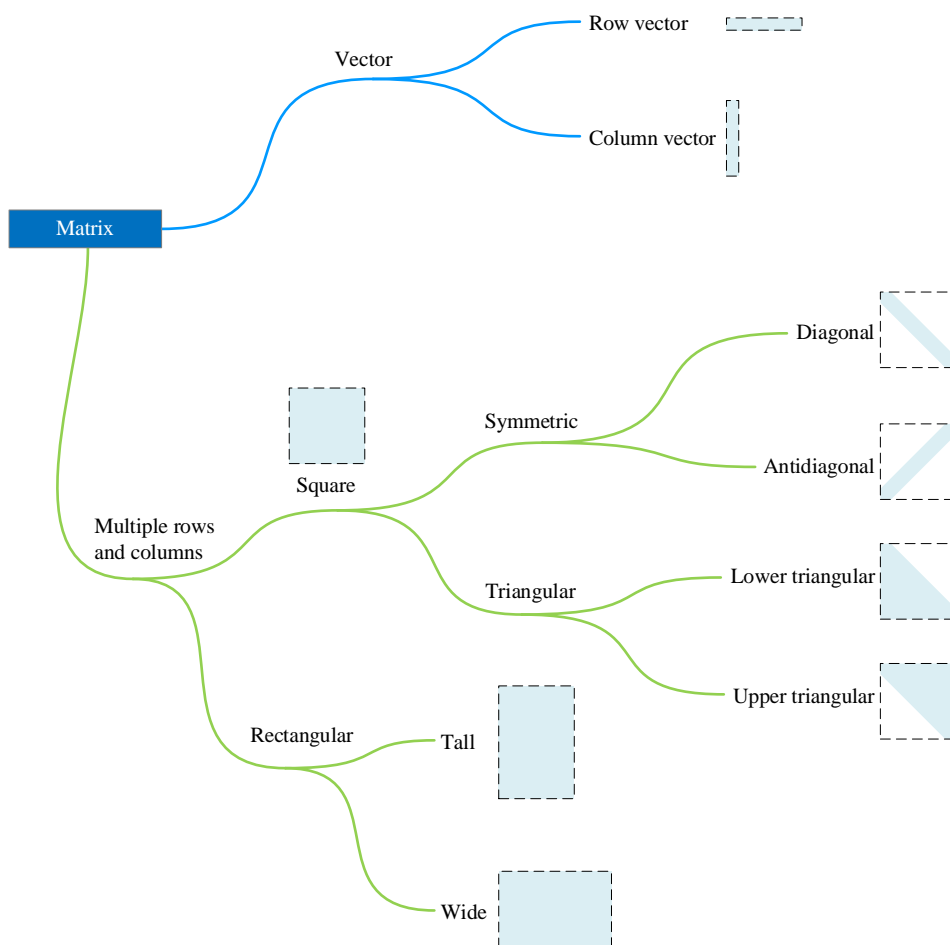 Row vector
Vector
Column vector
Matrix
Diagonal
Symmetric
Antidiagonal
Square
Multiple rows
and columns
Lower triangular
Triangular
Upper triangular
Rectangular
Tall
Wide